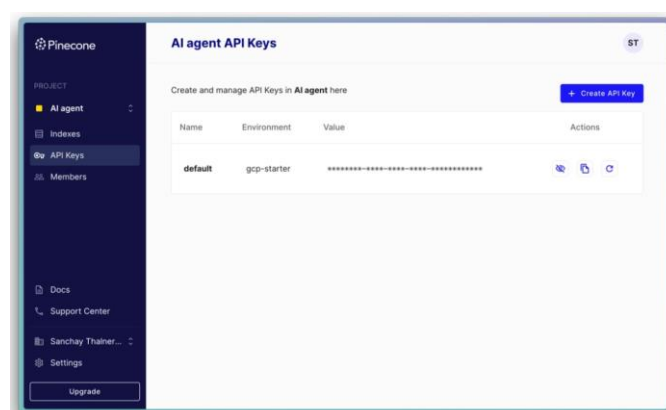 Pinecone
PROJECT
AI agent
Indexes
API Keys
Members
Docs
Support Center
Sanchay Thalner...
Settings
Upgrade
AI agent API Keys
ST
Create and manage API Keys in AI agent here
+ Create API Key
Name Environment Value Actions
default gcp-starter ********-****-****-****-************